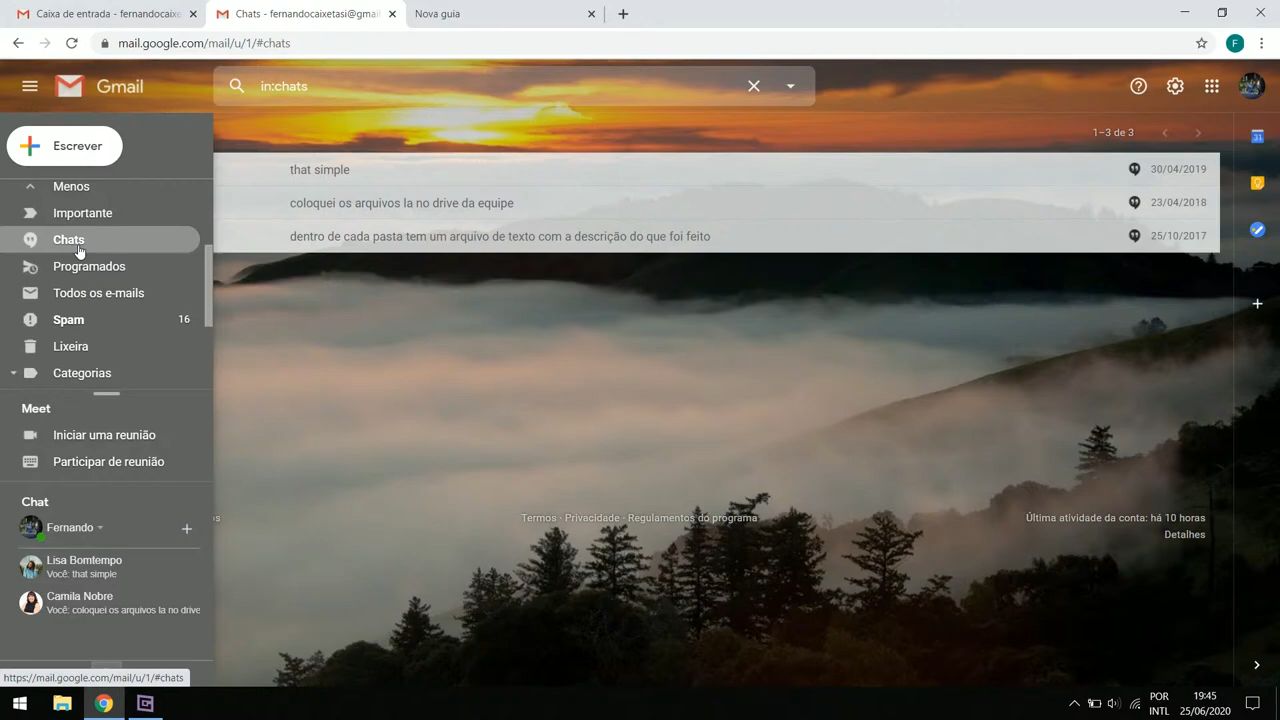 Caixa de entrada - fernandocaixe
Chats - fernandocaixetasi@gmail
Nova guia
mail.google.com/mail/u/1/#chats
F
Gmail
in:chats
Escrever
1–3 de 3
Menos
Importante
Chats
Programados
Todos os e-mails
Spam 16
Lixeira
Categorias
that simple 30/04/2019
coloquei os arquivos la no drive da equipe 23/04/2018
dentro de cada pasta tem um arquivo de texto com a descrição do que foi feito 25/10/2017
31
Meet
Iniciar uma reunião
Participar de reunião
Chat
Fernando
Lisa Bomtempo
Você: that simple
Camila Nobre
Você: coloquei os arquivos la no drive
os
Termos · Privacidade · Regulamentos do programa
Última atividade da conta: há 10 horas
Detalhes
https://mail.google.com/mail/u/1/#chats
POR
INTL
19:45
25/06/2020